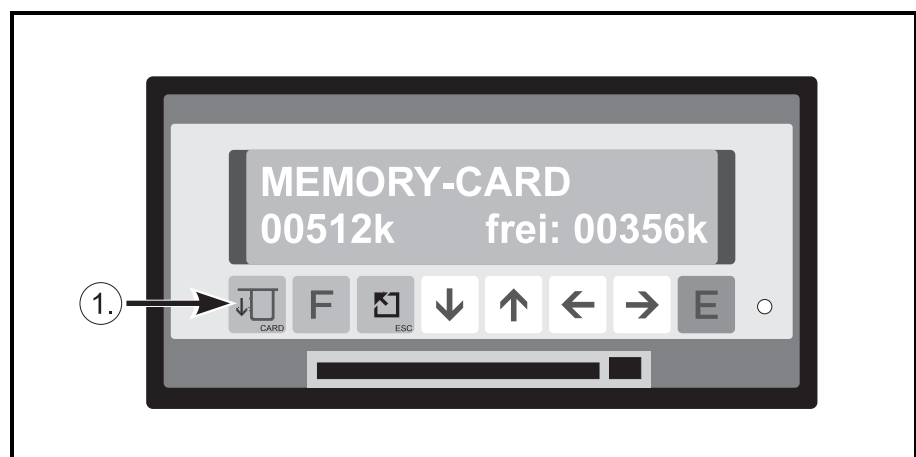 MEMORY-CARD
00512k frei: 00356k
1.
CARD
F
ESC
E